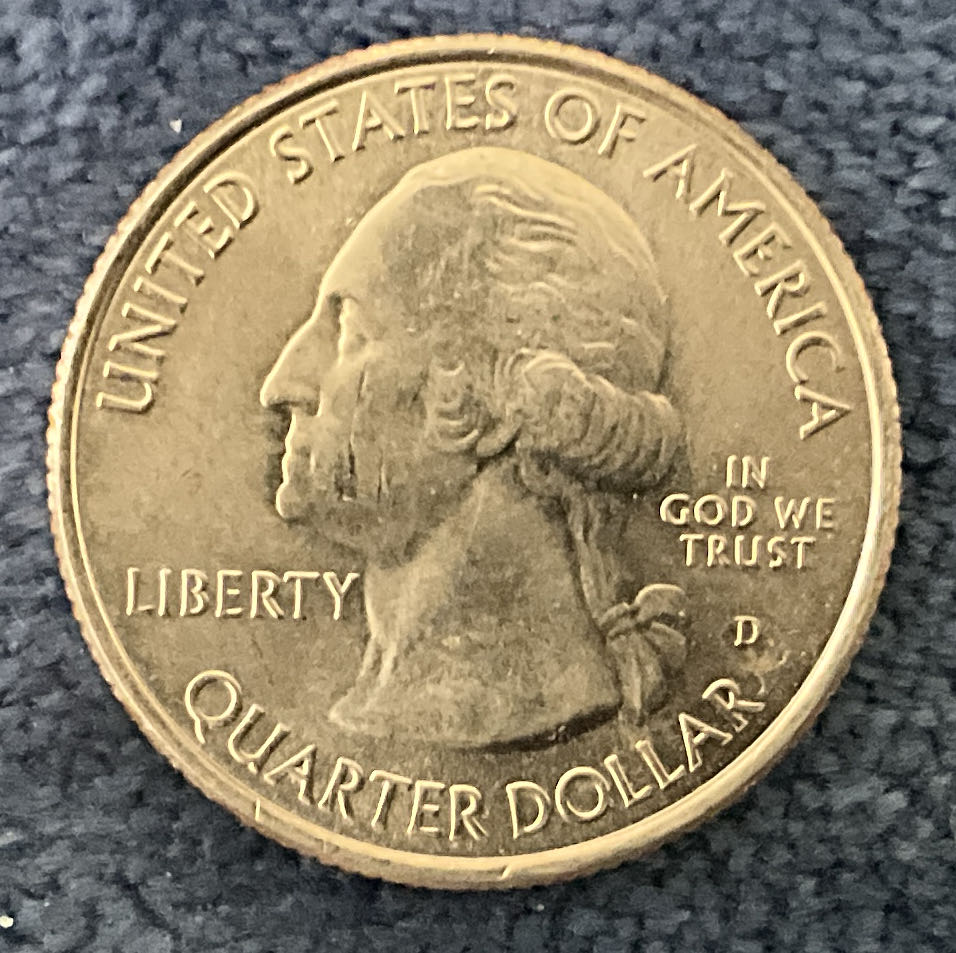 UNITED STATES OF AMERICA
IN
GOD WE
TRUST
LIBERTY
D
QUARTER DOLLAR